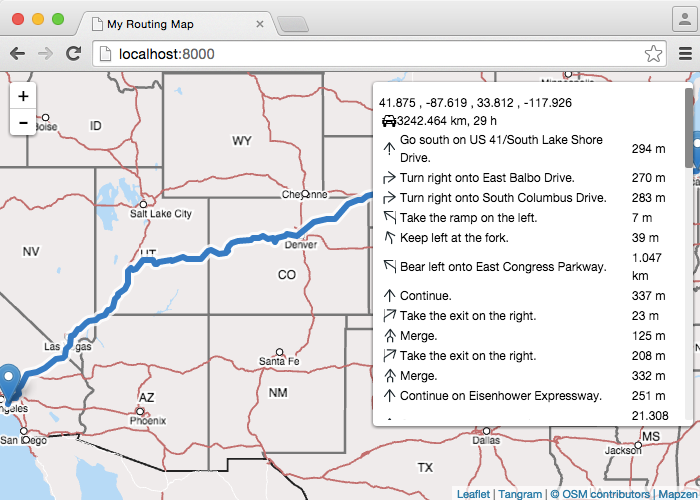 My Routing Map
localhost:8000
+
-
ID
WY
Cheyenne
Salt Lake City
NV
UT
Denver
CO
Santa Fe
AZ
NM
Phoenix
San Diego
TX
Dallas
MS
Jackson
41.875 , -87.619 , 33.812 , -117.926
3242.464 km, 29 h
Go south on US 41/South Lake Shore
Drive. 294 m
Turn right onto East Balbo Drive. 270 m
Turn right onto South Columbus Drive. 283 m
Take the ramp on the left. 7 m
Keep left at the fork. 39 m
Bear left onto East Congress Parkway. 1.047
km
Continue. 337 m
Take the exit on the right. 23 m
Merge. 125 m
Take the exit on the right. 208 m
Merge. 332 m
Continue on Eisenhower Expressway. 251 m
21.308
Leaflet | Tangram | © OSM contributors | Mapzen